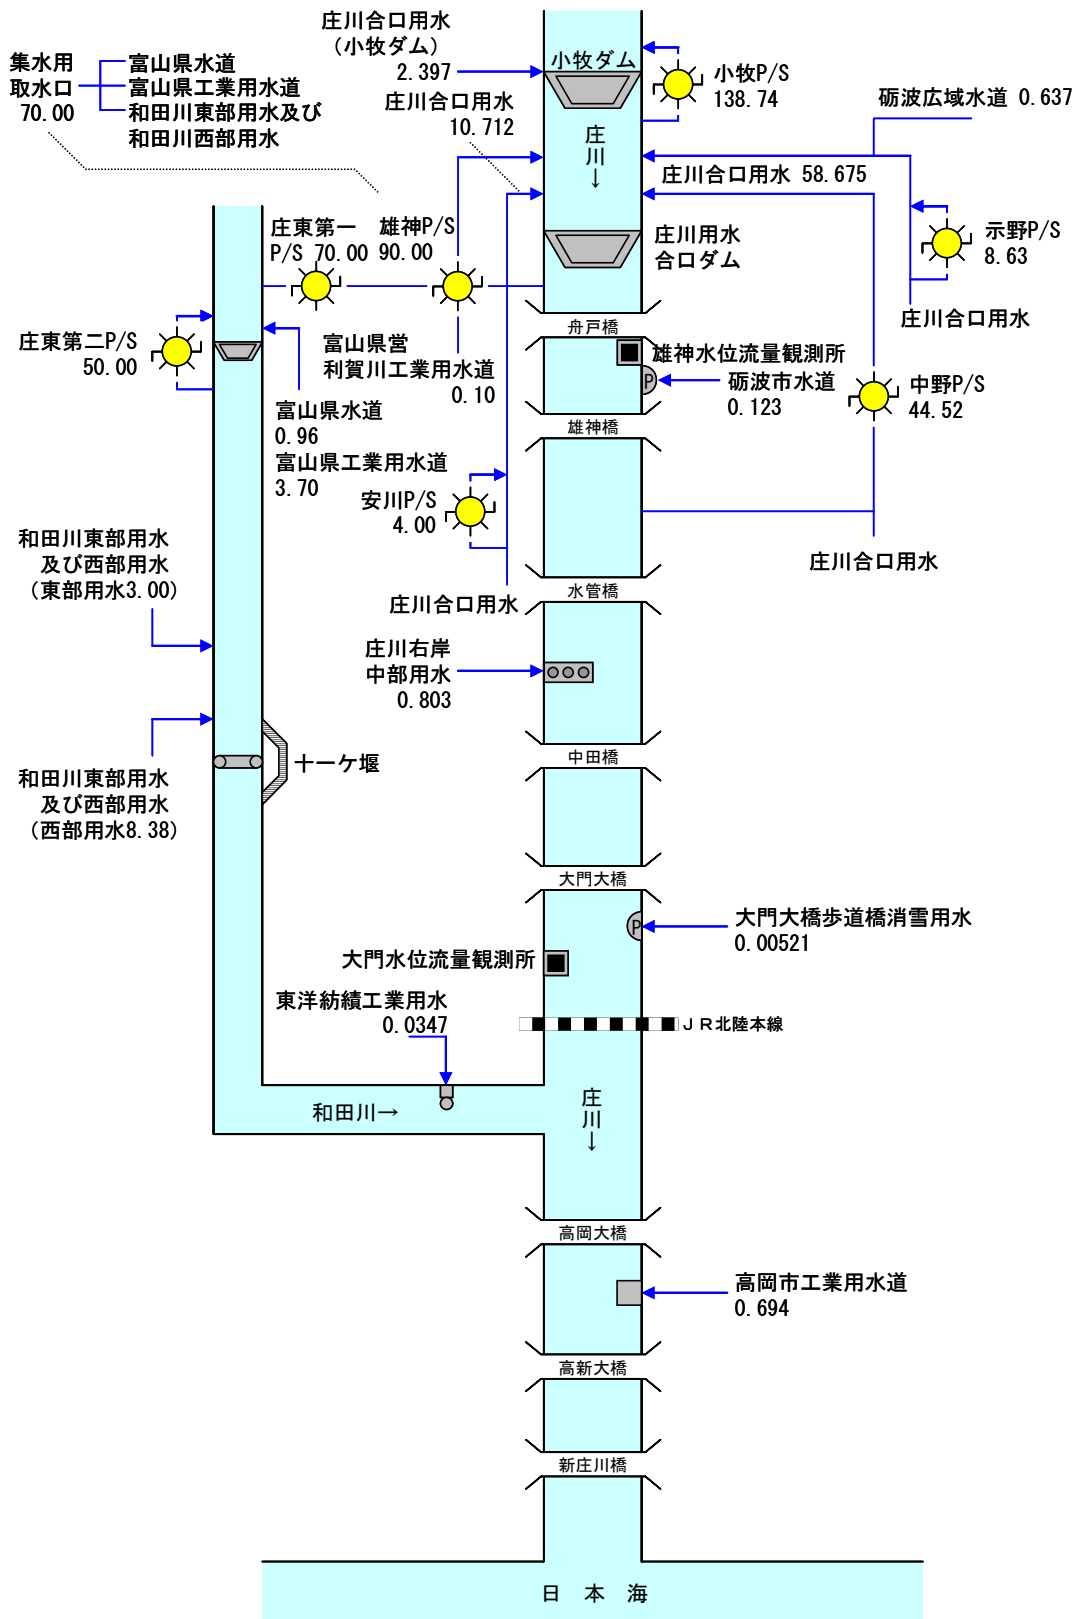 庄川合口用水
（小牧ダム）
2.397
小牧ダム
小牧P/S
138.74
集水用
取水口
70.00
富山県水道
富山県工業用水道
和田川東部用水及び
和田川西部用水
庄川合口用水
10.712
砺波広域水道 0.637
庄川↓
庄川合口用水 58.675
庄東第一
P/S 70.00
雄神P/S
90.00
庄川用水
合口ダム
示野P/S
8.63
庄川合口用水
舟戸橋
庄東第二P/S
50.00
富山県営
利賀川工業用水道
0.10
雄神水位流量観測所
P
砺波市水道
0.123
中野P/S
44.52
富山県水道
0.96
富山県工業用水道
3.70
雄神橋
安川P/S
4.00
和田川東部用水
及び西部用水
（東部用水3.00）
庄川合口用水
庄川合口用水
水管橋
庄川右岸
中部用水
0.803
中田橋
十一ケ堰
和田川東部用水
及び西部用水
（西部用水8.38）
大門大橋
P
大門大橋歩道橋消雪用水
0.00521
大門水位流量観測所
東洋紡績工業用水
0.0347
ＪＲ北陸本線
和田川→
庄川↓
高岡大橋
高岡市工業用水道
0.694
高新大橋
新庄川橋
日 本 海